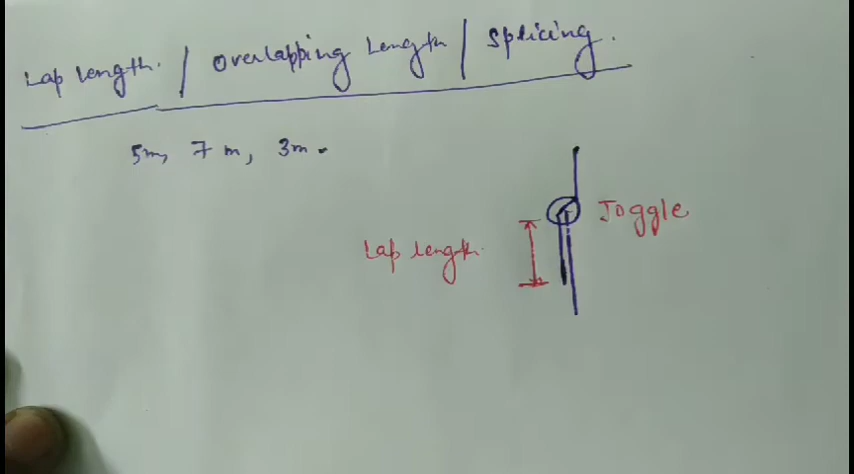 Lap Length. / Overlapping Length / Splicing.
5m, 7 m, 3m.
Joggle
Lap Length.